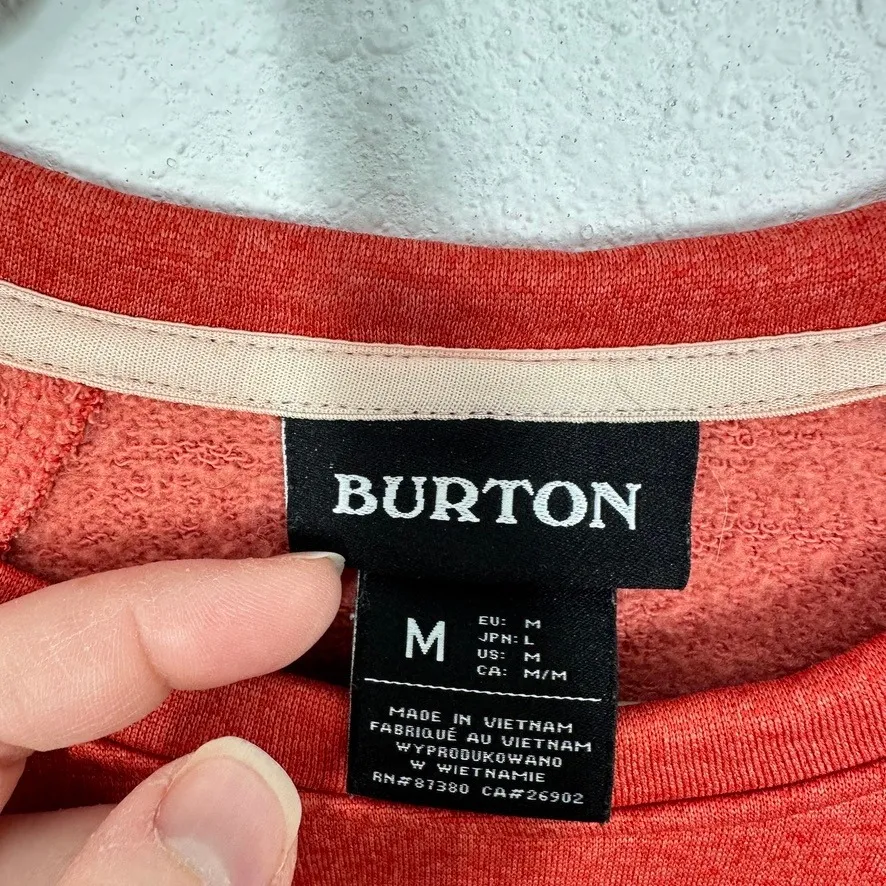 BURTON
M
EU: M
JPN: L
US: M
CA: M/M
MADE IN VIETNAM
FABRIQUÉ AU VIETNAM
WYPRODUKOWANO
W WIETNAMIE
RN#87380 CA#26902